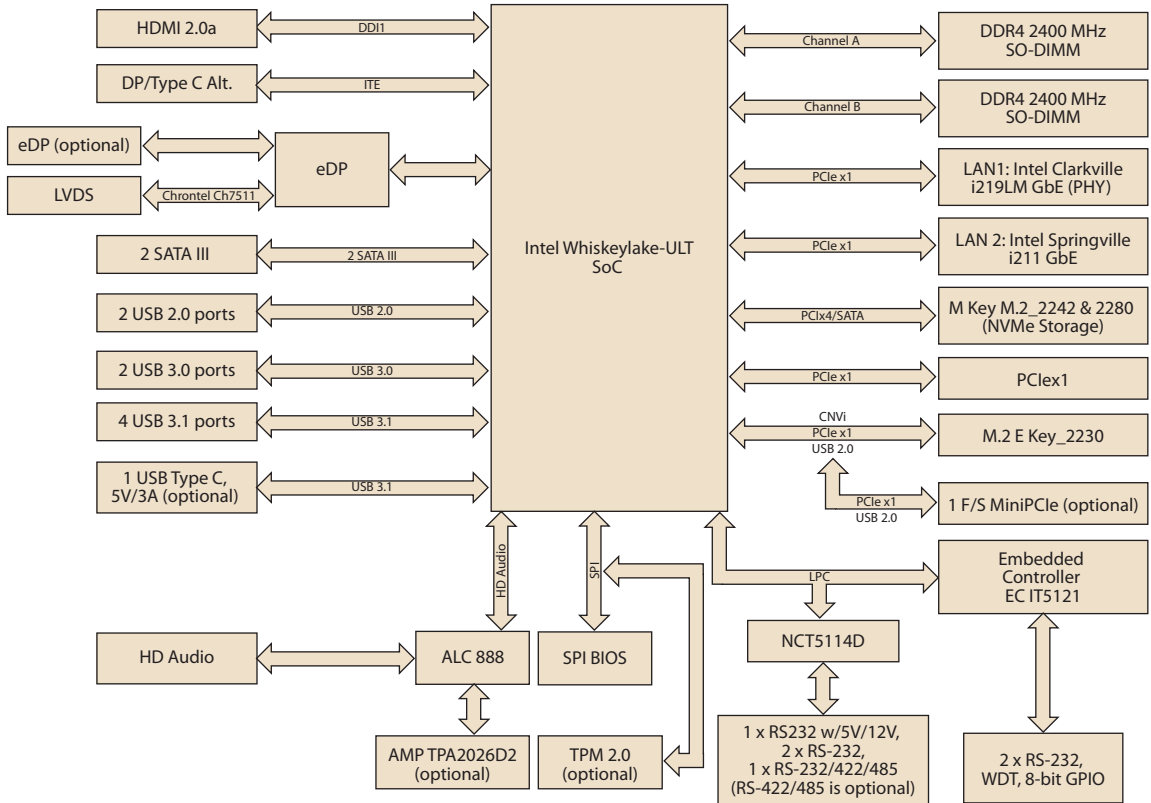 HDMI 2.0a
DDI1
DP/Type C Alt.
ITE
eDP (optional)
eDP
LVDS
Chrontel Ch7511
2 SATA III
2 SATA III
2 USB 2.0 ports
USB 2.0
2 USB 3.0 ports
USB 3.0
4 USB 3.1 ports
USB 3.1
1 USB Type C,
5V/3A (optional)
USB 3.1
Intel Whiskeylake-ULT
SoC
Channel A
DDR4 2400 MHz
SO-DIMM
Channel B
DDR4 2400 MHz
SO-DIMM
PCIe x1
LAN1: Intel Clarkville
i219LM GbE (PHY)
PCIe x1
LAN 2: Intel Springville
i211 GbE
PCIx4/SATA
M Key M.2_2242 & 2280
(NVMe Storage)
PCIe x1
PCIex1
CNVi
PCIe x1
USB 2.0
M.2 E Key_2230
PCIe x1
USB 2.0
1 F/S MiniPCIe (optional)
HD Audio
SPI
LPC
Embedded
Controller
EC IT5121
HD Audio
ALC 888
SPI BIOS
NCT5114D
AMP TPA2026D2
(optional)
TPM 2.0
(optional)
1 x RS232 w/5V/12V,
2 x RS-232,
1 x RS-232/422/485
(RS-422/485 is optional)
2 x RS-232,
WDT, 8-bit GPIO